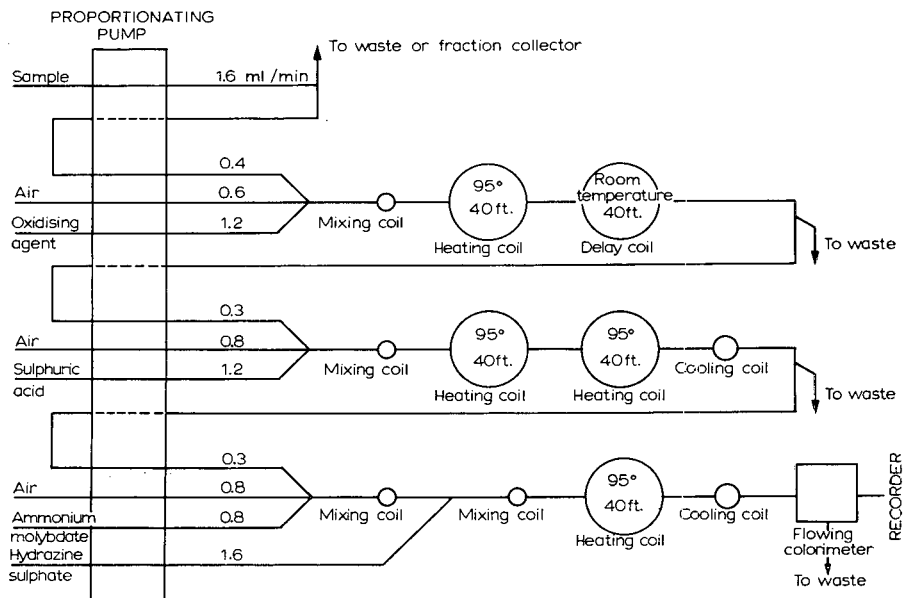 PROPORTIONATING
PUMP
To waste or fraction collector
Sample
1.6 ml/min
0.4
Air
0.6
Oxidising
agent
1.2
Mixing coil
95°
40ft.
Heating coil
Room
temperature
40ft.
Delay coil
To waste
0.3
Air
0.8
Sulphuric
acid
1.2
Mixing coil
95°
40ft.
Heating coil
95°
40ft.
Heating coil
Cooling coil
To waste
0.3
Air
0.8
Ammonium
molybdate
0.8
Hydrazine
sulphate
1.6
Mixing coil
Mixing coil
95°
40ft.
Heating coil
Cooling coil
Flowing
colorimeter
To waste
RECORDER